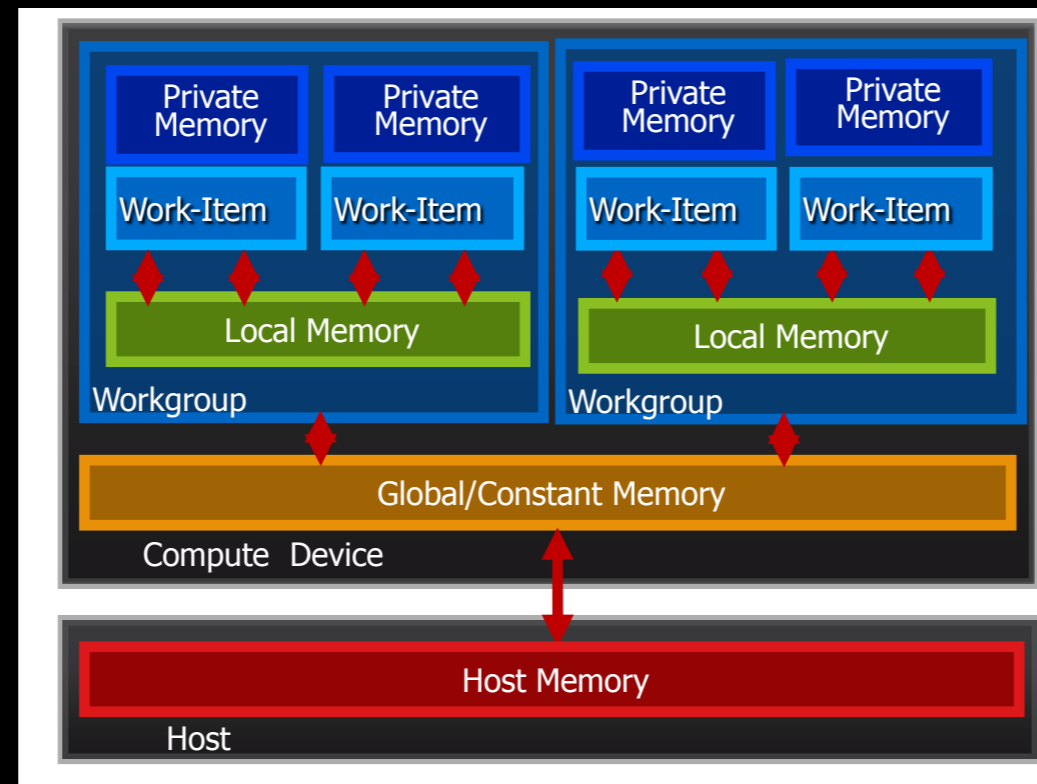 Private
Memory
Private
Memory
Private
Memory
Private
Memory
Work-Item
Work-Item
Work-Item
Work-Item
Local Memory
Local Memory
Workgroup
Workgroup
Global/Constant Memory
Compute Device
Host Memory
Host